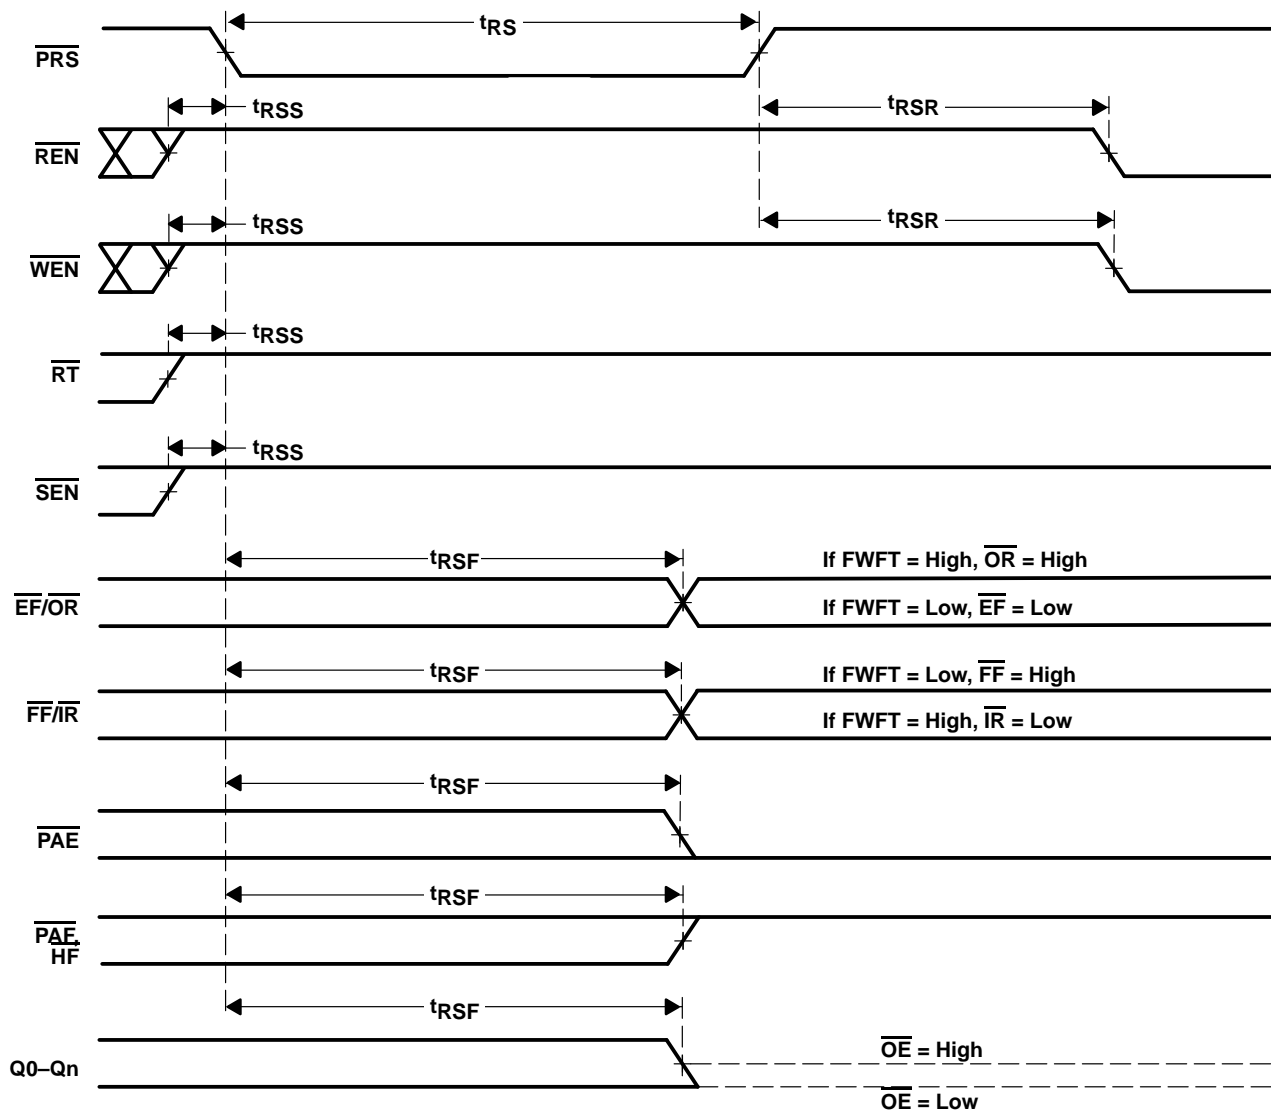 tRS
PRS
tRSS
tRSR
REN
tRSS
tRSR
WEN
tRSS
RT
tRSS
SEN
tRSF
If FWFT = High, OR = High
EF/OR
If FWFT = Low, EF = Low
tRSF
If FWFT = Low, FF = High
FF/IR
If FWFT = High, IR = Low
tRSF
PAE
tRSF
PAF,
HF
tRSF
OE = High
Q0–Qn
OE = Low